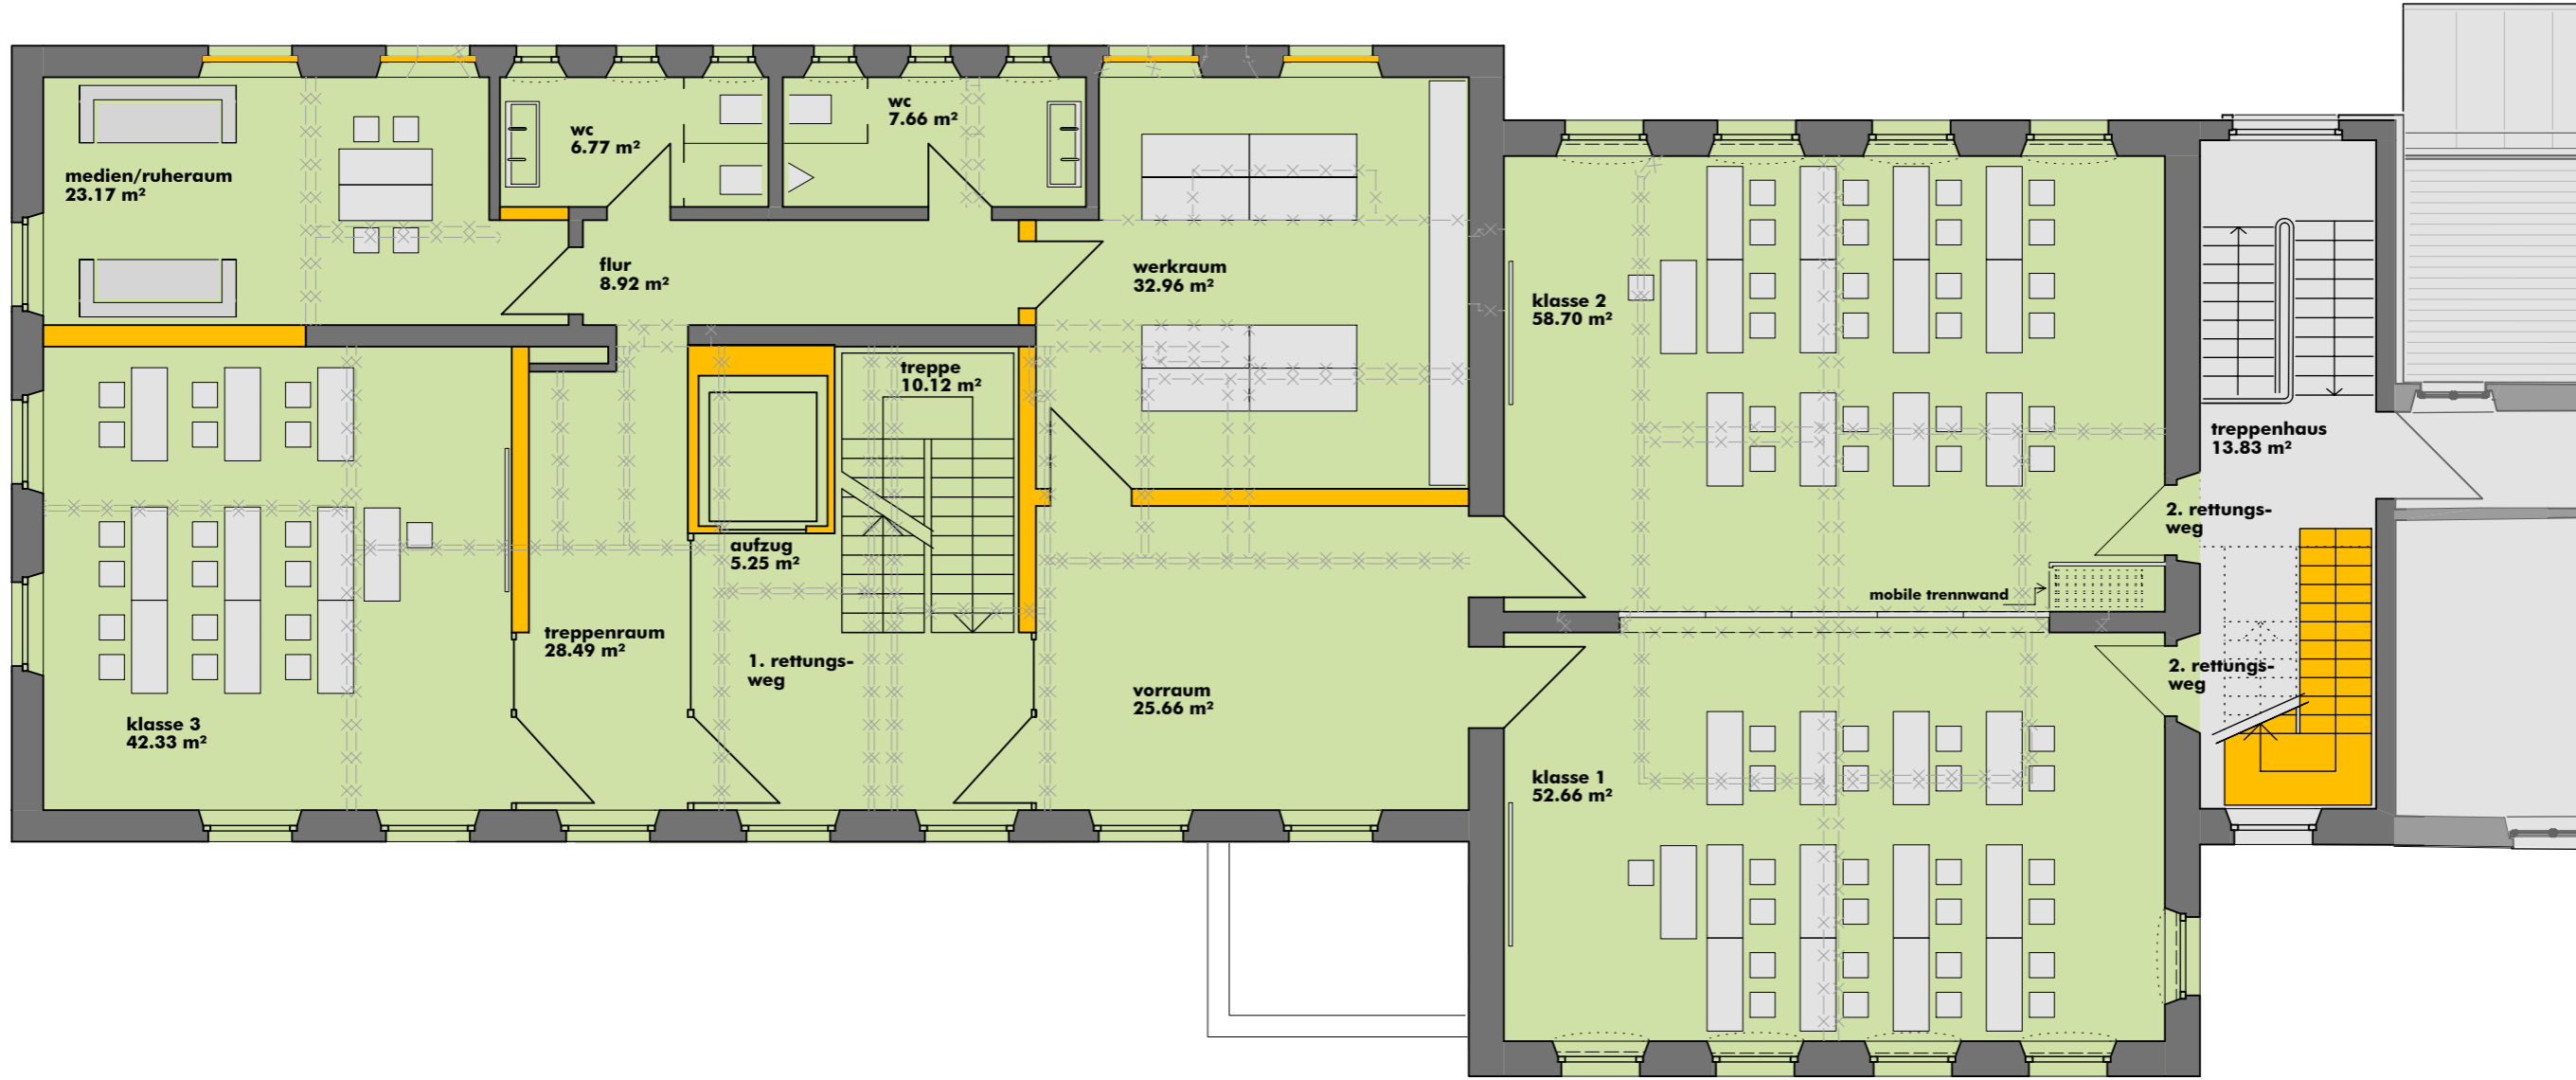 wc
7.66 m²
wc
6.77 m²
medien/ruheraum
23.17 m²
flur
8.92 m²
werkraum
32.96 m²
klasse 2
58.70 m²
treppe
10.12 m²
treppenhaus
13.83 m²
2. rettungs-
weg
aufzug
5.25 m²
mobile trennwand
treppenraum
28.49 m²
1. rettungs-
weg
2. rettungs-
weg
vorraum
25.66 m²
klasse 3
42.33 m²
klasse 1
52.66 m²